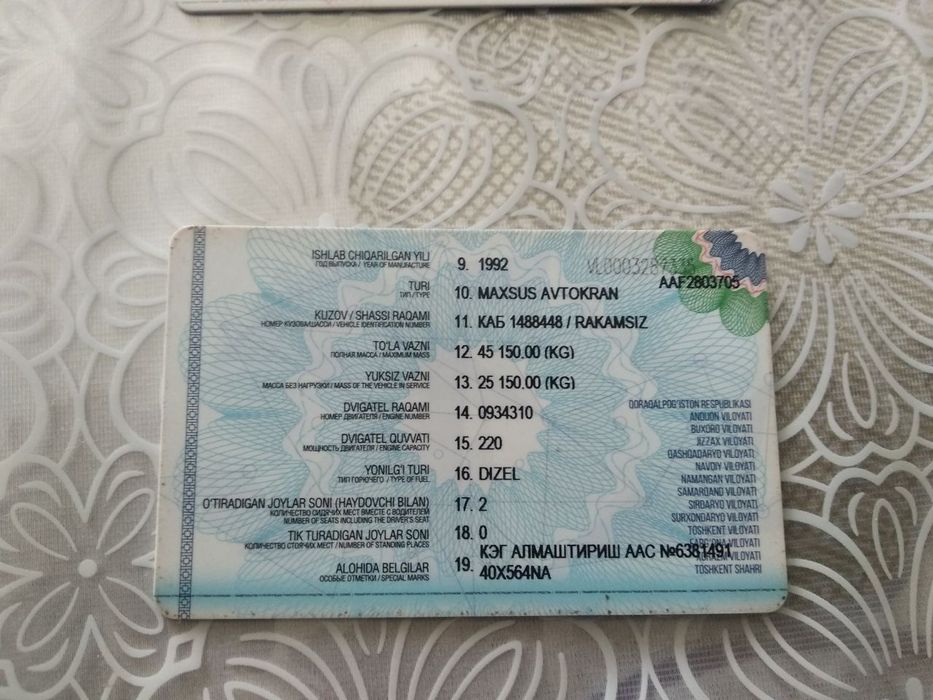 ISHLAB CHIQARILGAN YILI
ГОД ВЫПУСКА / YEAR OF MANUFACTURE
9. 1992
AAF2803705
TURI
ТИП / TYPE
10. MAXSUS AVTOKRAN
KUZOV / SHASSI RAQAMI
НОМЕР КУЗОВА/ШАССИ / VEHICLE IDENTIFICATION NUMBER
11. КАБ 1488448 / RAKAMSIZ
TO'LA VAZNI
ПОЛНАЯ МАССА / MAXIMUM MASS
12. 45 150.00 (KG)
YUKSIZ VAZNI
МАССА БЕЗ НАГРУЗКИ / MASS OF THE VEHICLE IN SERVICE
13. 25 150.00 (KG)
DVIGATEL RAQAMI
НОМЕР ДВИГАТЕЛЯ / ENGINE NUMBER
14. 0934310
DVIGATEL QUVVATI
МОЩНОСТЬ ДВИГАТЕЛЯ / ENGINE CAPACITY
15. 220
YONILG'I TURI
ТИП ГОРЮЧЕГО / TYPE OF FUEL
16. DIZEL
O'TIRADIGAN JOYLAR SONI (HAYDOVCHI BILAN)
КОЛИЧЕСТВО СИДЯЧИХ МЕСТ ВМЕСТЕ С ВОДИТЕЛЕМ
NUMBER OF SEATS INCLUDING THE DRIVER'S SEAT
17. 2
TIK TURADIGAN JOYLAR SONI
КОЛИЧЕСТВО СТОЯЧИХ МЕСТ / NUMBER OF STANDING PLACES
18. 0
ALOHIDA BELGILAR
ОСОБЫЕ ОТМЕТКИ / SPECIAL MARKS
19. КЭГ АЛМАШТИРИШ ААС №6381491
40X564NA
QORAQALPOG'ISTON RESPUBLIKASI
ANDIJON VILOYATI
BUXORO VILOYATI
JIZZAX VILOYATI
QASHQADARYO VILOYATI
NAVOIY VILOYATI
NAMANGAN VILOYATI
SAMARQAND VILOYATI
SIRDARYO VILOYATI
SURXONDARYO VILOYATI
TOSHKENT VILOYATI
FARG'ONA VILOYATI
VILOYATI
TOSHKENT SHAHRI